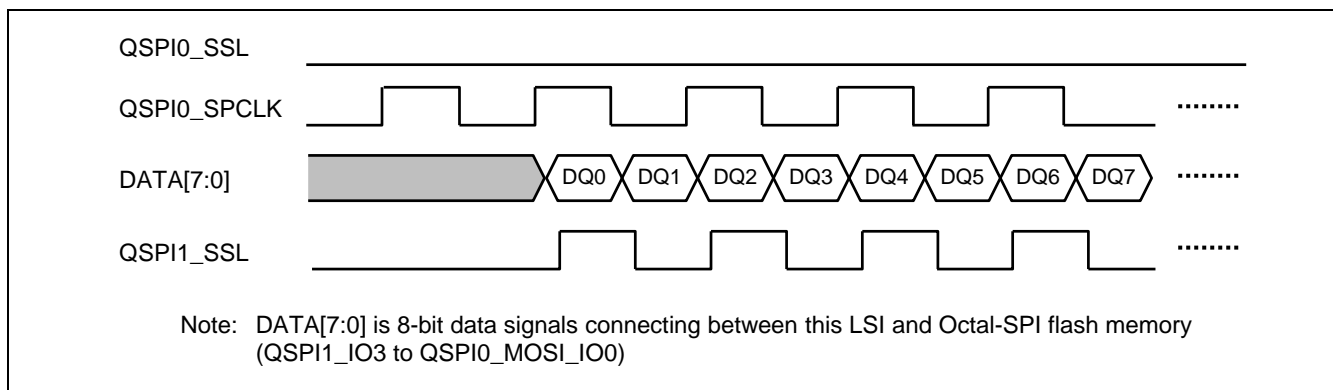 QSPI0_SSL
QSPI0_SPCLK ........
DATA[7:0] DQ0 DQ1 DQ2 DQ3 DQ4 DQ5 DQ6 DQ7 ........
QSPI1_SSL ........
Note: DATA[7:0] is 8-bit data signals connecting between this LSI and Octal-SPI flash memory
(QSPI1_IO3 to QSPI0_MOSI_IO0)